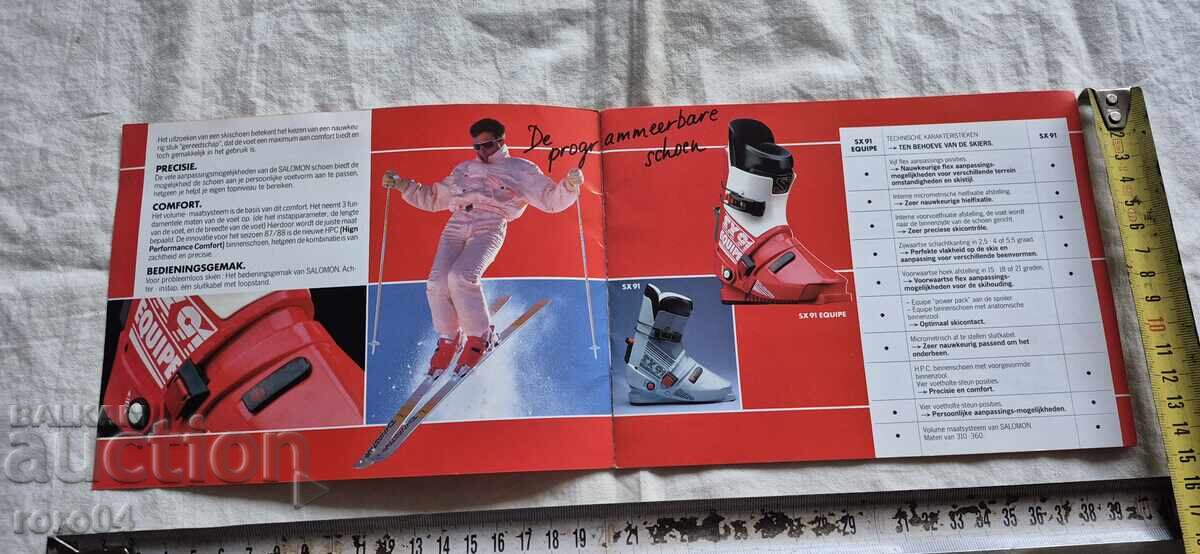 Het uitzoeken van een skischoen betekent het kiezen van een nauwkeu
rig stuk "gereedschap", dat de voet een maximum aan comfort biedt en
toch gemakkelijk in het gebruik is.
PRECISIE.
De vele aanpassingsmogelijkheden van de SALOMON schoen biedt de
mogelijkheid de schoen aan je persoonlijke voetvorm aan te passen,
hetgeen je helpt je eigen topniveau te bereiken.
COMFORT.
Het volume - maatsysteem is de basis van dit comfort. Het neemt 3 fun
damentele maten van de voet op (de hiel instapparameter, de lengte
van de voet, en de breedte van de voet) Hierdoor wordt de juiste maat
bepaald. De innovatie voor het seizoen 87/88 is de nieuwe HPC (Hign
Performance Comfort) binnenschoen, hetgeen de kombinatie is van
zachtheid en precisie.
BEDIENINGSGEMAK.
Voor probleemloos skiën : Het bedieningsgemak van SALOMON. Ach-
ter - instap, één sluitkabel met loopstand.
De programmeerbare
schoen
SX 91
EQUIPE
SX 91
SX 91 EQUIPE
SX 91
EQUIPE
TECHNISCHE KARAKTERISTIEKEN
→ TEN BEHOEVE VAN DE SKIERS.
SX 91
Vijf flex aanpassings posities.
→ Nauwkeurige flex aanpassings-
mogelijkheden voor verschillende terrein
omstandigheden en skistijl.
Interne micrometrische hielfixatie afstelling.
→ Zeer nauwkeurige hielfixatie.
Interne voorvoethuxatie afstelling, de voet wordt
naar de binnenzijde van de schoen gericht.
→ Zeer preciese skicontrôle.
Zijwaartse schachtkanting in 2,5 - 4 of 5,5 graad.
→ Perfekte vlakheid op de skis en
aanpassing voor verschillende beenvormen.
Voorwaartse hoek afstelling in 15 - 18 of 21 graden.
→ Voorwaartse flex aanpassings-
mogelijkheden voor de skihouding.
– Equipe "power pack" aan de spoiler
– Equipe binnenschoen met anatomische
binnenzool.
→ Optimaal skicontact.
Micrometrisch af te stellen sluitkabel.
→ Zeer nauwkeurig passend om het
onderbeen.
H.P.C. binnenschoen met voorgevormde
binnenzool.
Vier voetholte-steun-posities.
→ Precisie en comfort.
Vier voetholte-steun-posities.
→ Persoonlijke aanpassings-mogelijkheden.
Volume maatsysteem van SALOMON.
Maten van 310 -360.
BALKAN
auction
roro04